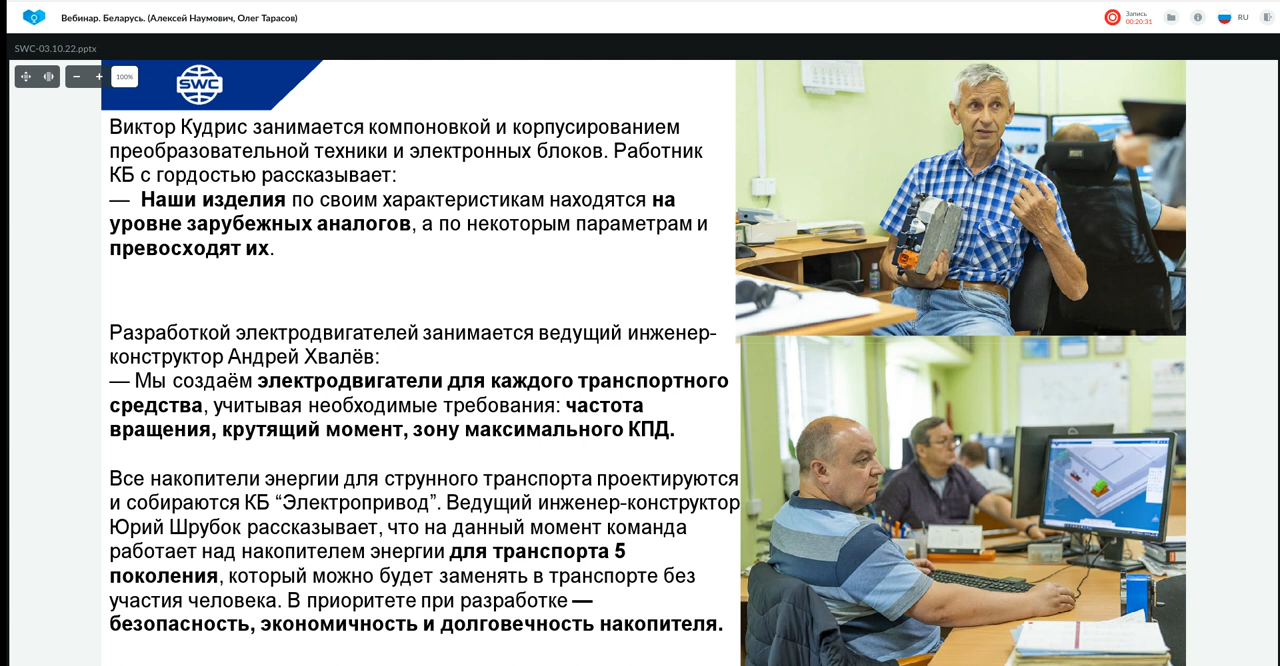 Вебинар. Беларусь. (Алексей Наумович, Олег Тарасов)
Запись
00:20:31
RU
SWC-03.10.22.pptx
100%
SWC
Виктор Кудрис занимается компоновкой и корпусированием
преобразовательной техники и электронных блоков. Работник
КБ с гордостью рассказывает:
— Наши изделия по своим характеристикам находятся на
уровне зарубежных аналогов, а по некоторым параметрам и
превосходят их.
Разработкой электродвигателей занимается ведущий инженер-
конструктор Андрей Хвалёв:
— Мы создаём электродвигатели для каждого транспортного
средства, учитывая необходимые требования: частота
вращения, крутящий момент, зону максимального КПД.
Все накопители энергии для струнного транспорта проектируются
и собираются КБ “Электропривод”. Ведущий инженер-конструктор
Юрий Шрубок рассказывает, что на данный момент команда
работает над накопителем энергии для транспорта 5
поколения, который можно будет заменять в транспорте без
участия человека. В приоритете при разработке —
безопасность, экономичность и долговечность накопителя.